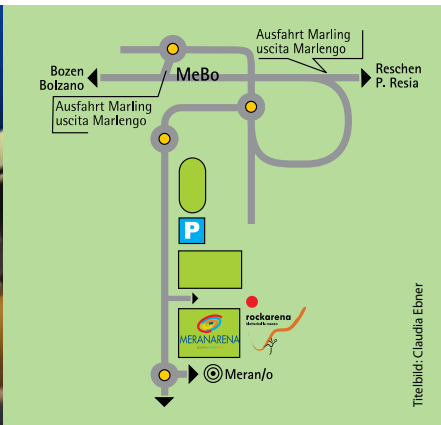 Ausfahrt Marling
uscita Marlengo
Bozen
Bolzano
MeBo
Reschen
P. Resia
Ausfahrt Marling
uscita Marlengo
P
rockarena
MERANARENA
Meran/o
Titelbild: Claudia Ebner